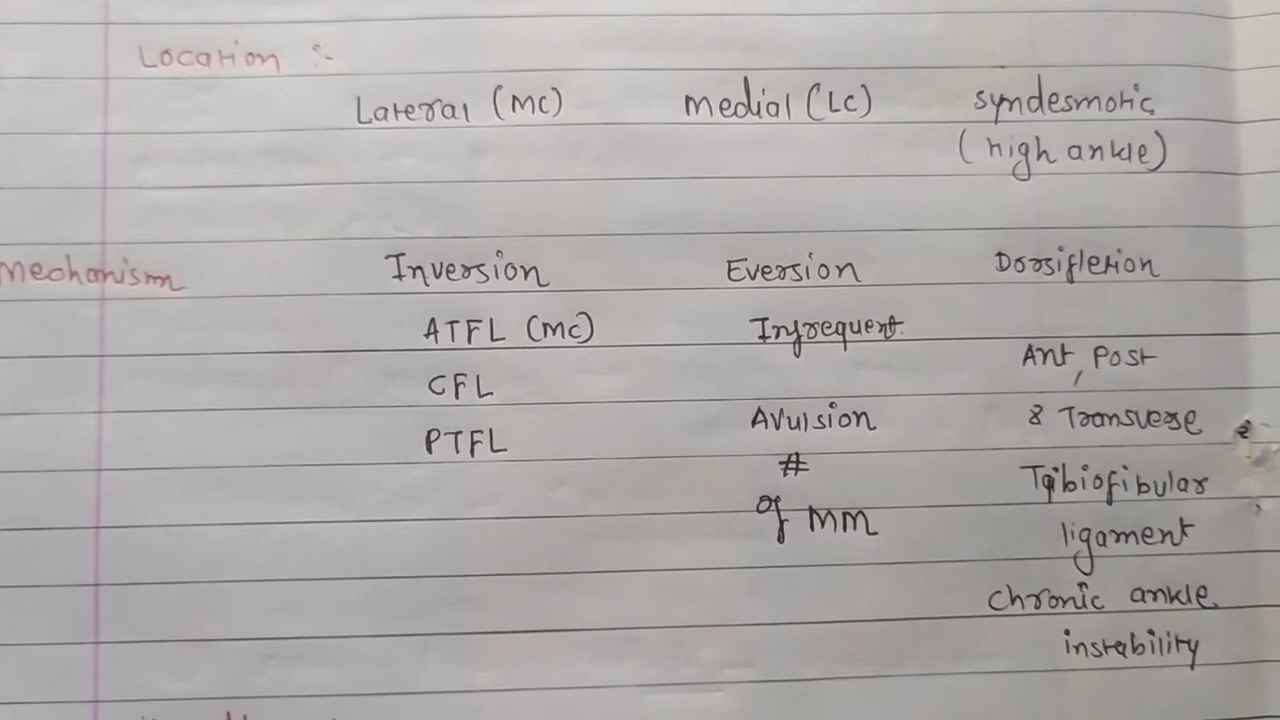 Location :-
Lateral (MC) medial (LC) syndesmotic
(high ankle)
Mechanism Inversion Eversion Dorsiflexion
ATFL (MC) Infrequent.
Ant, Post
CFL
Avulsion & Transverse
PTFL
# Tibiofibular
of MM ligament
chronic ankle
instability